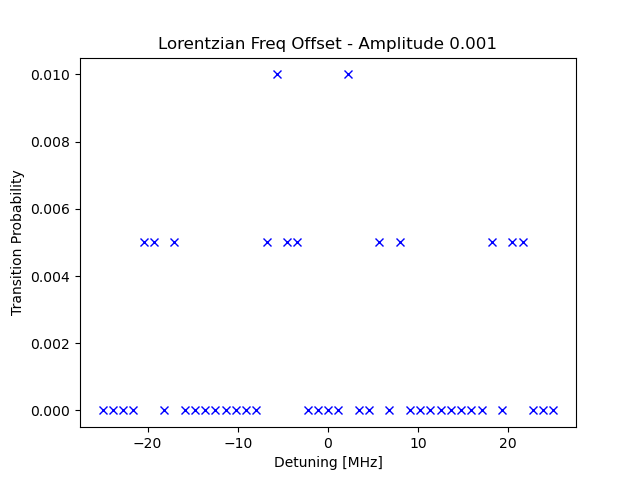 Lorentzian Freq Offset - Amplitude 0.001
0.010
0.008
0.006
0.004
0.002
0.000
Transition Probability
−20 −10 0 10 20
Detuning [MHz]